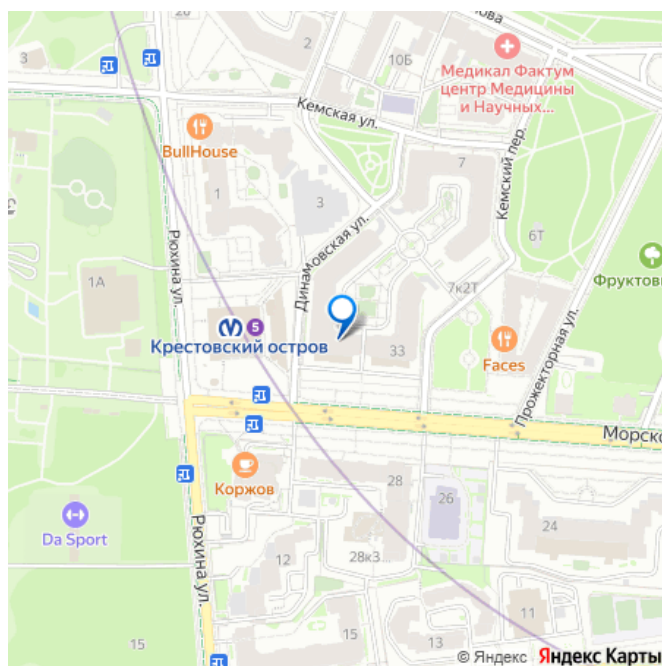 20
3
2
10Б
Медикал Фактум
центр Медицины
и Научных...
Кемская ул.
BullHouse
7
Кемский пер.
1
3
6Т
Рюхина ул.
Динамовская ул.
1А
Фруктовы
7к2Т
5
Крестовский остров
33
Faces
Прожекторная ул.
Морско
Коржов
28
26
Da Sport
24
Рюхина ул.
12
28к3...
15
15
13
11
© Яндекс Яндекс Карты